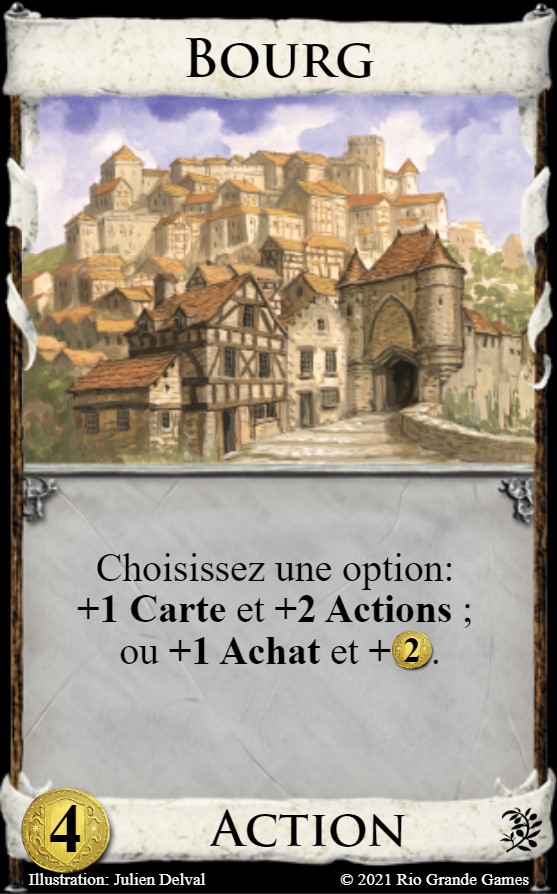 Bourg
Choisissez une option:
+1 Carte et +2 Actions ;
ou +1 Achat et +2.
4
Action
Illustration: Julien Delval
© 2021 Rio Grande Games